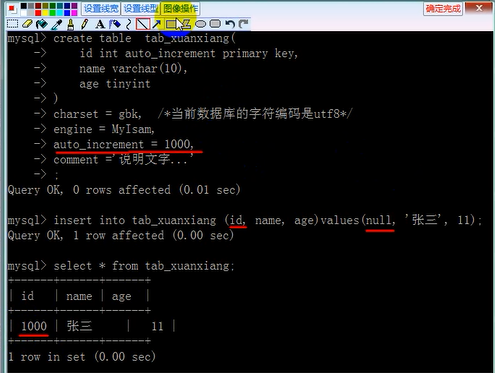 设置线宽 设置线型 图像操作 确定完成
mysql> create table  tab_xuanxiang(
    ->     id int auto_increment primary key,
    ->     name varchar(10),
    ->     age tinyint
    -> )
    -> charset = gbk,  /*当前数据库的字符编码是utf8*/
    -> engine = MyIsam,
    -> auto_increment = 1000,
    -> comment ='说明文字...'
    -> ;
Query OK, 0 rows affected (0.01 sec)
mysql> insert into tab_xuanxiang (id, name, age)values(null, '张三', 11);
Query OK, 1 row affected (0.00 sec)
mysql> select * from tab_xuanxiang;
+------+------+------+
| id   | name | age  |
+------+------+------+
| 1000 | 张三     |   11 |
+------+------+------+
1 row in set (0.00 sec)